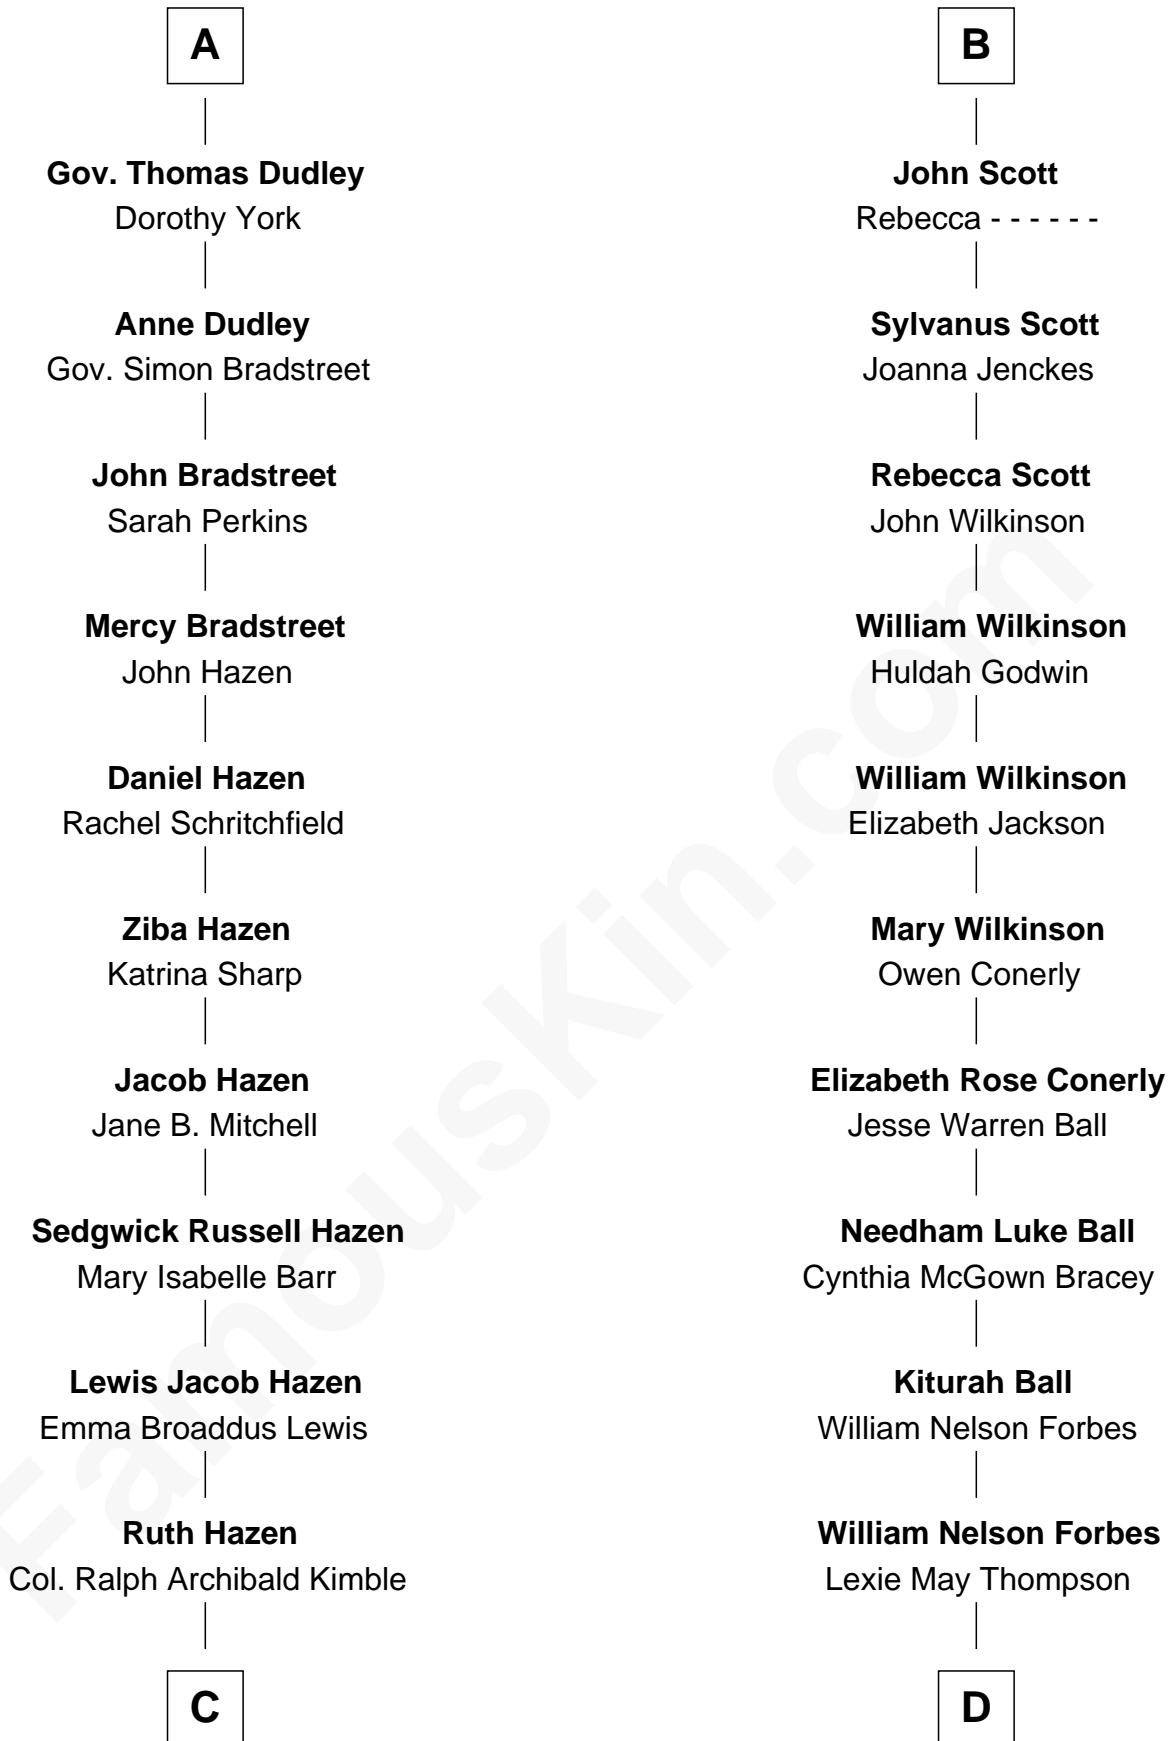 A
Gov. Thomas Dudley
Dorothy York
Anne Dudley
Gov. Simon Bradstreet
John Bradstreet
Sarah Perkins
Mercy Bradstreet
John Hazen
Daniel Hazen
Rachel Schritchfield
Ziba Hazen
Katrina Sharp
Jacob Hazen
Jane B. Mitchell
Sedgwick Russell Hazen
Mary Isabelle Barr
Lewis Jacob Hazen
Emma Broaddus Lewis
Ruth Hazen
Col. Ralph Archibald Kimble
C
B
John Scott
Rebecca - - - - - -
Sylvanus Scott
Joanna Jenckes
Rebecca Scott
John Wilkinson
William Wilkinson
Huldah Godwin
William Wilkinson
Elizabeth Jackson
Mary Wilkinson
Owen Conerly
Elizabeth Rose Conerly
Jesse Warren Ball
Needham Luke Ball
Cynthia McGown Bracey
Kiturah Ball
William Nelson Forbes
William Nelson Forbes
Lexie May Thompson
D
FamousKin.com